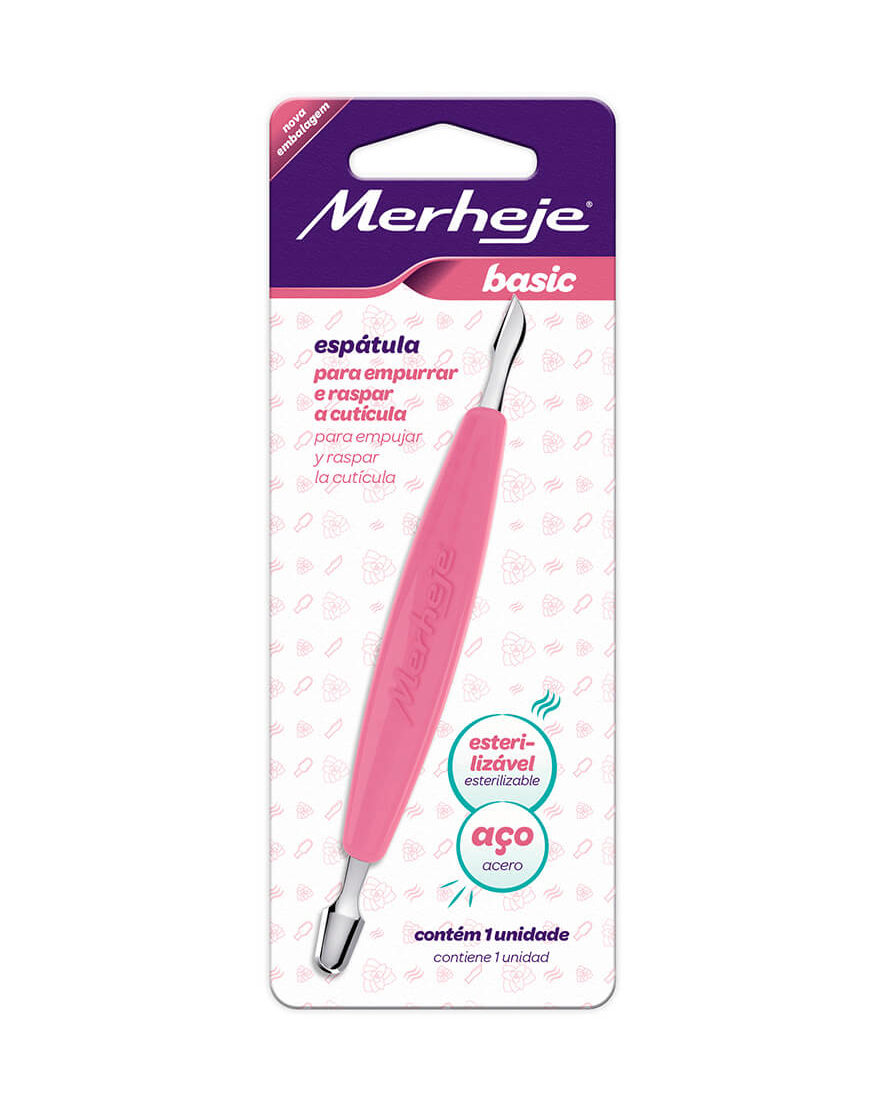 nova
embalagem
Merheje®
basic
espátula
para empurrar
e raspar
a cutícula
para empujar
y raspar
la cutícula
Merheje
esteri-
lizável
esterilizable
aço
acero
contém 1 unidade
contiene 1 unidad